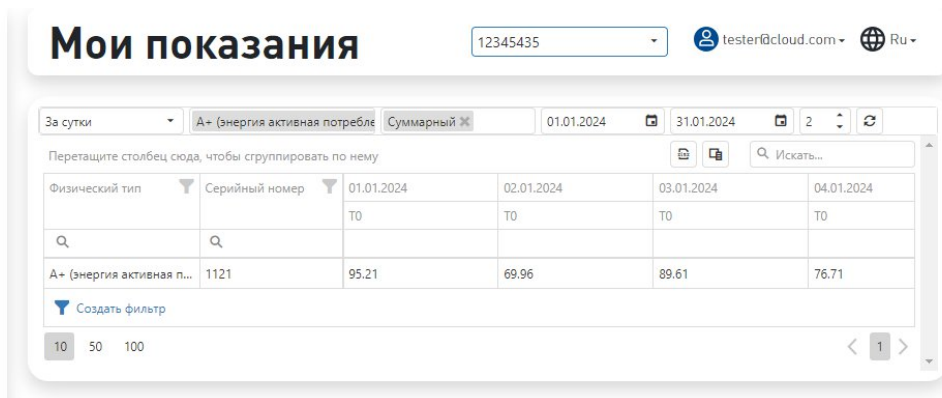 Мои показания
12345435
tester@cloud.com
Ru
За сутки
A+ (энергия активная потребле
Суммарный
01.01.2024
31.01.2024
2
Перетащите столбец сюда, чтобы сгруппировать по нему
Искать...
Физический тип Серийный номер 01.01.2024 02.01.2024 03.01.2024 04.01.2024
T0 T0 T0 T0
A+ (энергия активная п... 1121 95.21 69.96 89.61 76.71
Создать фильтр
10 50 100 1